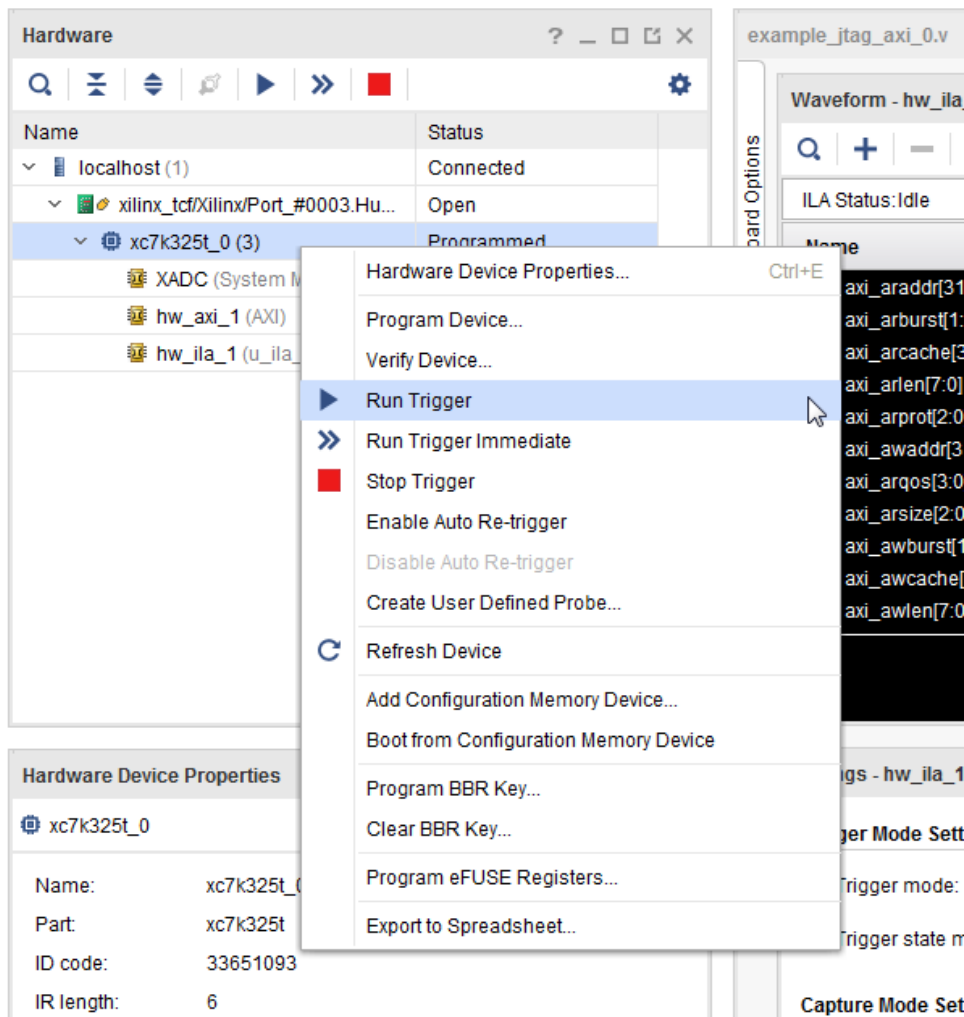 Hardware
Name Status
localhost (1) Connected
xilinx_tcf/Xilinx/Port_#0003.Hu... Open
xc7k325t_0 (3) Programmed
XADC (System
hw_axi_1 (AXI)
hw_ila_1 (u_ila_
Hardware Device Properties... Ctrl+E
Program Device...
Verify Device...
Run Trigger
Run Trigger Immediate
Stop Trigger
Enable Auto Re-trigger
Disable Auto Re-trigger
Create User Defined Probe...
Refresh Device
Add Configuration Memory Device...
Boot from Configuration Memory Device
Program BBR Key...
Clear BBR Key...
Program eFUSE Registers...
Export to Spreadsheet...
Hardware Device Properties
xc7k325t_0
Name: xc7k325t_0
Part: xc7k325t
ID code: 33651093
IR length: 6
example_jtag_axi_0.v
Options
Waveform - hw_ila_
ILA Status:Idle
Name
axi_araddr[31
axi_arburst[1:
axi_arcache[3
axi_arlen[7:0]
axi_arprot[2:0
axi_awaddr[3
axi_arqos[3:0
axi_arsize[2:0
axi_awburst[1
axi_awcache[
axi_awlen[7:0
gs - hw_ila_1
ger Mode Sett
Trigger mode:
Trigger state m
Capture Mode Set